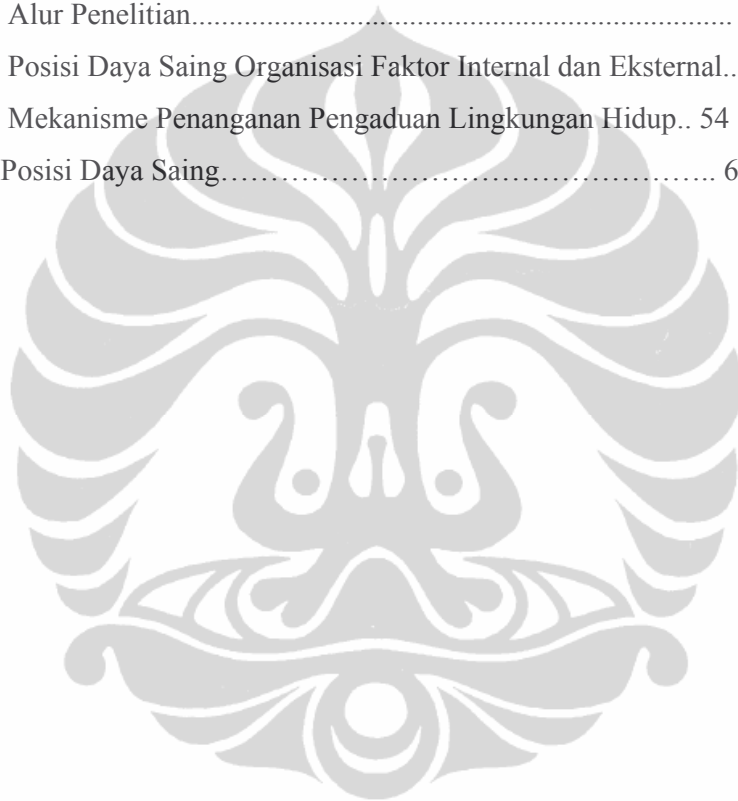 Alur Penelitian........................................................................
Posisi Daya Saing Organisasi Faktor Internal dan Eksternal..
Mekanisme Penanganan Pengaduan Lingkungan Hidup.. 54
Posisi Daya Saing……………………………………….. 6